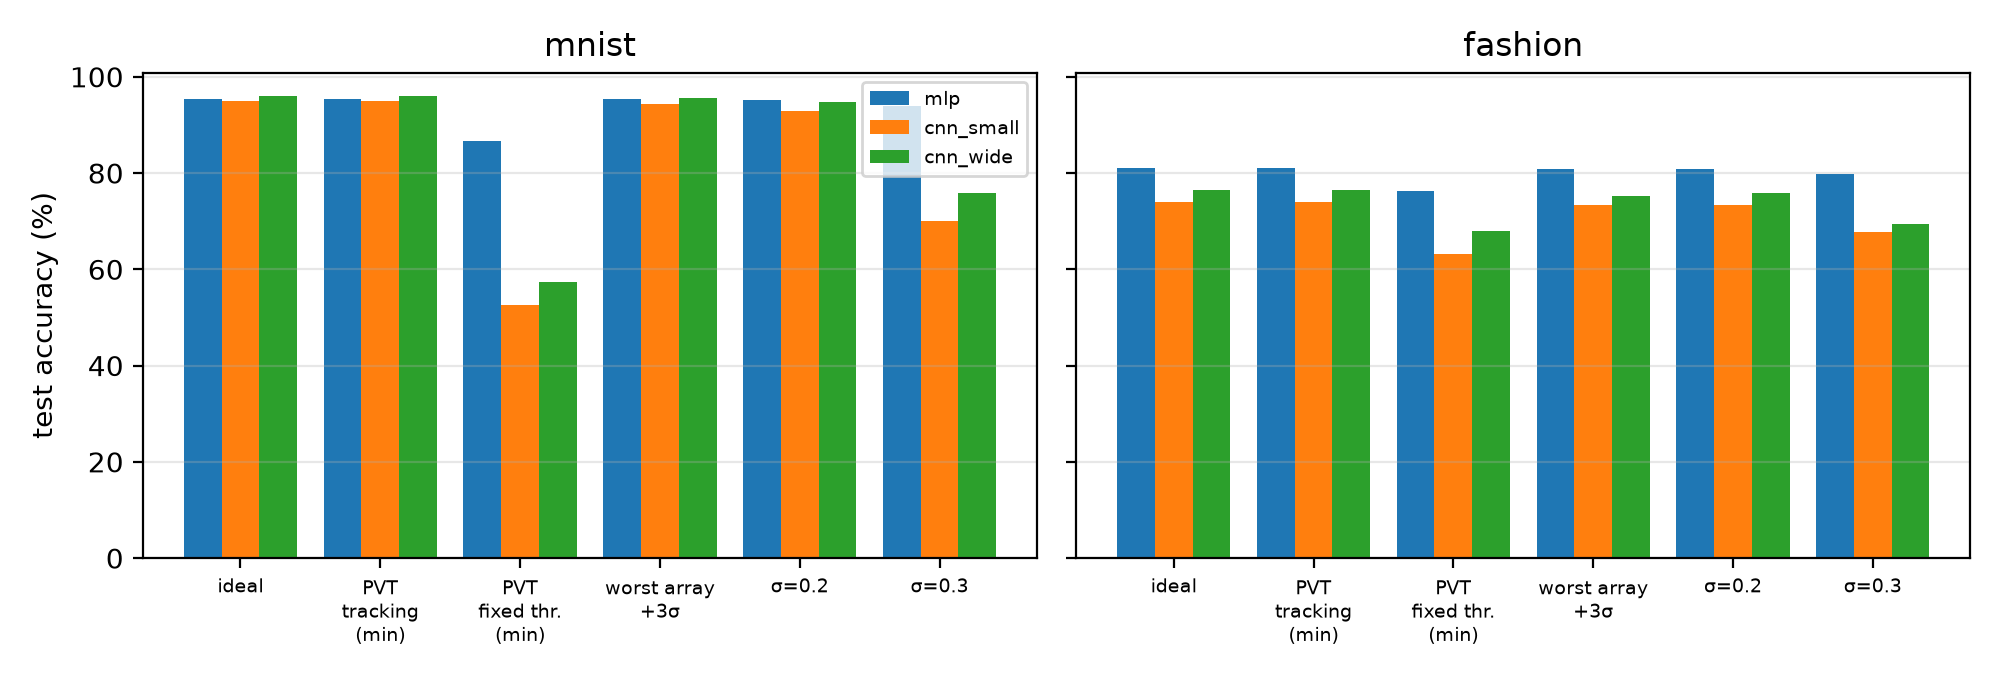 mnist
fashion
test accuracy (%)
100
80
60
40
20
0
mlp
cnn_small
cnn_wide
ideal
PVT
tracking
(min)
PVT
fixed thr.
(min)
worst array
+3σ
σ=0.2
σ=0.3
ideal
PVT
tracking
(min)
PVT
fixed thr.
(min)
worst array
+3σ
σ=0.2
σ=0.3